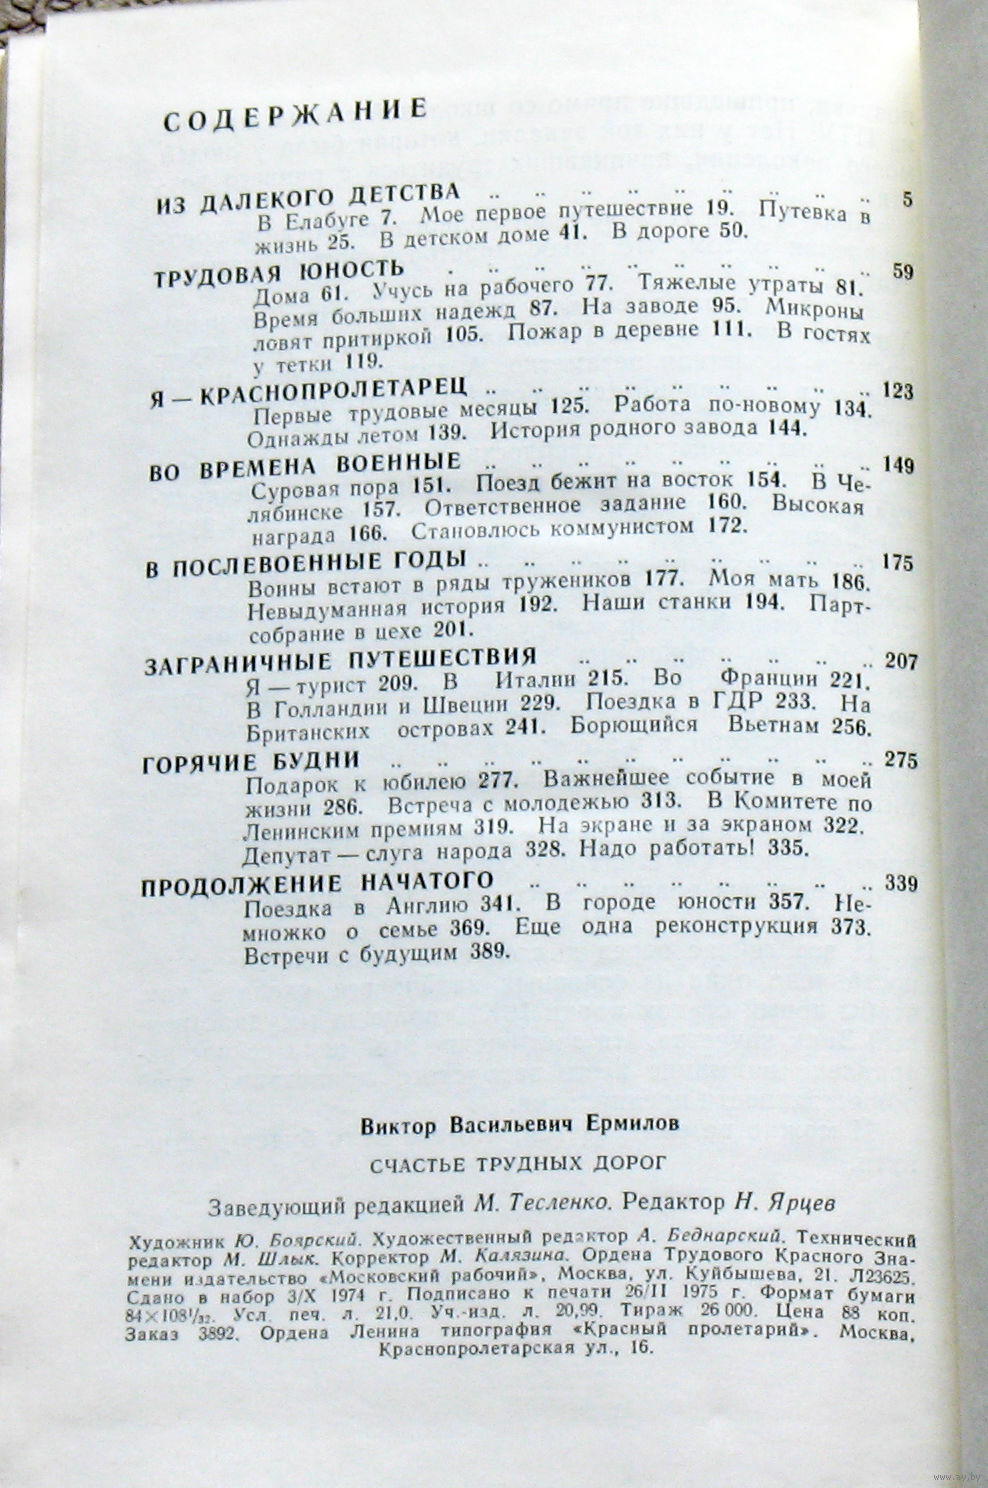 СОДЕРЖАНИЕ
ИЗ ДАЛЕКОГО ДЕТСТВА .. .. .. .. .. .. .. .. .. 5
В Елабуге 7. Мое первое путешествие 19. Путевка в
жизнь 25. В детском доме 41. В дороге 50.
ТРУДОВАЯ ЮНОСТЬ . .. .. .. .. .. .. .. .. .. 59
Дома 61. Учусь на рабочего 77. Тяжелые утраты 81.
Время больших надежд 87. На заводе 95. Микроны
ловят притиркой 105. Пожар в деревне 111. В гостях
у тетки 119.
Я — КРАСНОПРОЛЕТАРЕЦ .. .. .. .. .. .. .. .. .. 123
Первые трудовые месяцы 125. Работа по-новому 134.
Однажды летом 139. История родного завода 144.
ВО ВРЕМЕНА ВОЕННЫЕ .. .. .. .. .. .. .. .. .. 149
Суровая пора 151. Поезд бежит на восток 154. В Че-
лябинске 157. Ответственное задание 160. Высокая
награда 166. Становлюсь коммунистом 172.
В ПОСЛЕВОЕННЫЕ ГОДЫ .. .. .. .. .. .. .. .. .. 175
Воины встают в ряды тружеников 177. Моя мать 186.
Невыдуманная история 192. Наши станки 194. Парт-
собрание в цехе 201.
ЗАГРАНИЧНЫЕ ПУТЕШЕСТВИЯ .. .. .. .. .. .. .. 207
Я — турист 209. В Италии 215. Во Франции 221.
В Голландии и Швеции 229. Поездка в ГДР 233. На
Британских островах 241. Борющийся Вьетнам 256.
ГОРЯЧИЕ БУДНИ .. .. .. .. .. .. .. .. .. .. .. 275
Подарок к юбилею 277. Важнейшее событие в моей
жизни 286. Встреча с молодежью 313. В Комитете по
Ленинским премиям 319. На экране и за экраном 322.
Депутат — слуга народа 328. Надо работать! 335.
ПРОДОЛЖЕНИЕ НАЧАТОГО .. .. .. .. .. .. .. .. 339
Поездка в Англию 341. В городе юности 357. Не-
множко о семье 369. Еще одна реконструкция 373.
Встречи с будущим 389.
Виктор Васильевич Ермилов
СЧАСТЬЕ ТРУДНЫХ ДОРОГ
Заведующий редакцией М. Тесленко. Редактор Н. Ярцев
Художник Ю. Боярский. Художественный редактор А. Беднарский. Технический
редактор М. Шлык. Корректор М. Калязина. Ордена Трудового Красного Зна-
мени издательство «Московский рабочий», Москва, ул. Куйбышева, 21. Л23625.
Сдано в набор 3/X 1974 г. Подписано к печати 26/II 1975 г. Формат бумаги
84×108¹/₃₂. Усл. печ. л. 21,0. Уч.-изд. л. 20,99. Тираж 26 000. Цена 88 коп.
Заказ 3892. Ордена Ленина типография «Красный пролетарий». Москва,
Краснопролетарская ул., 16.
www.ay.by